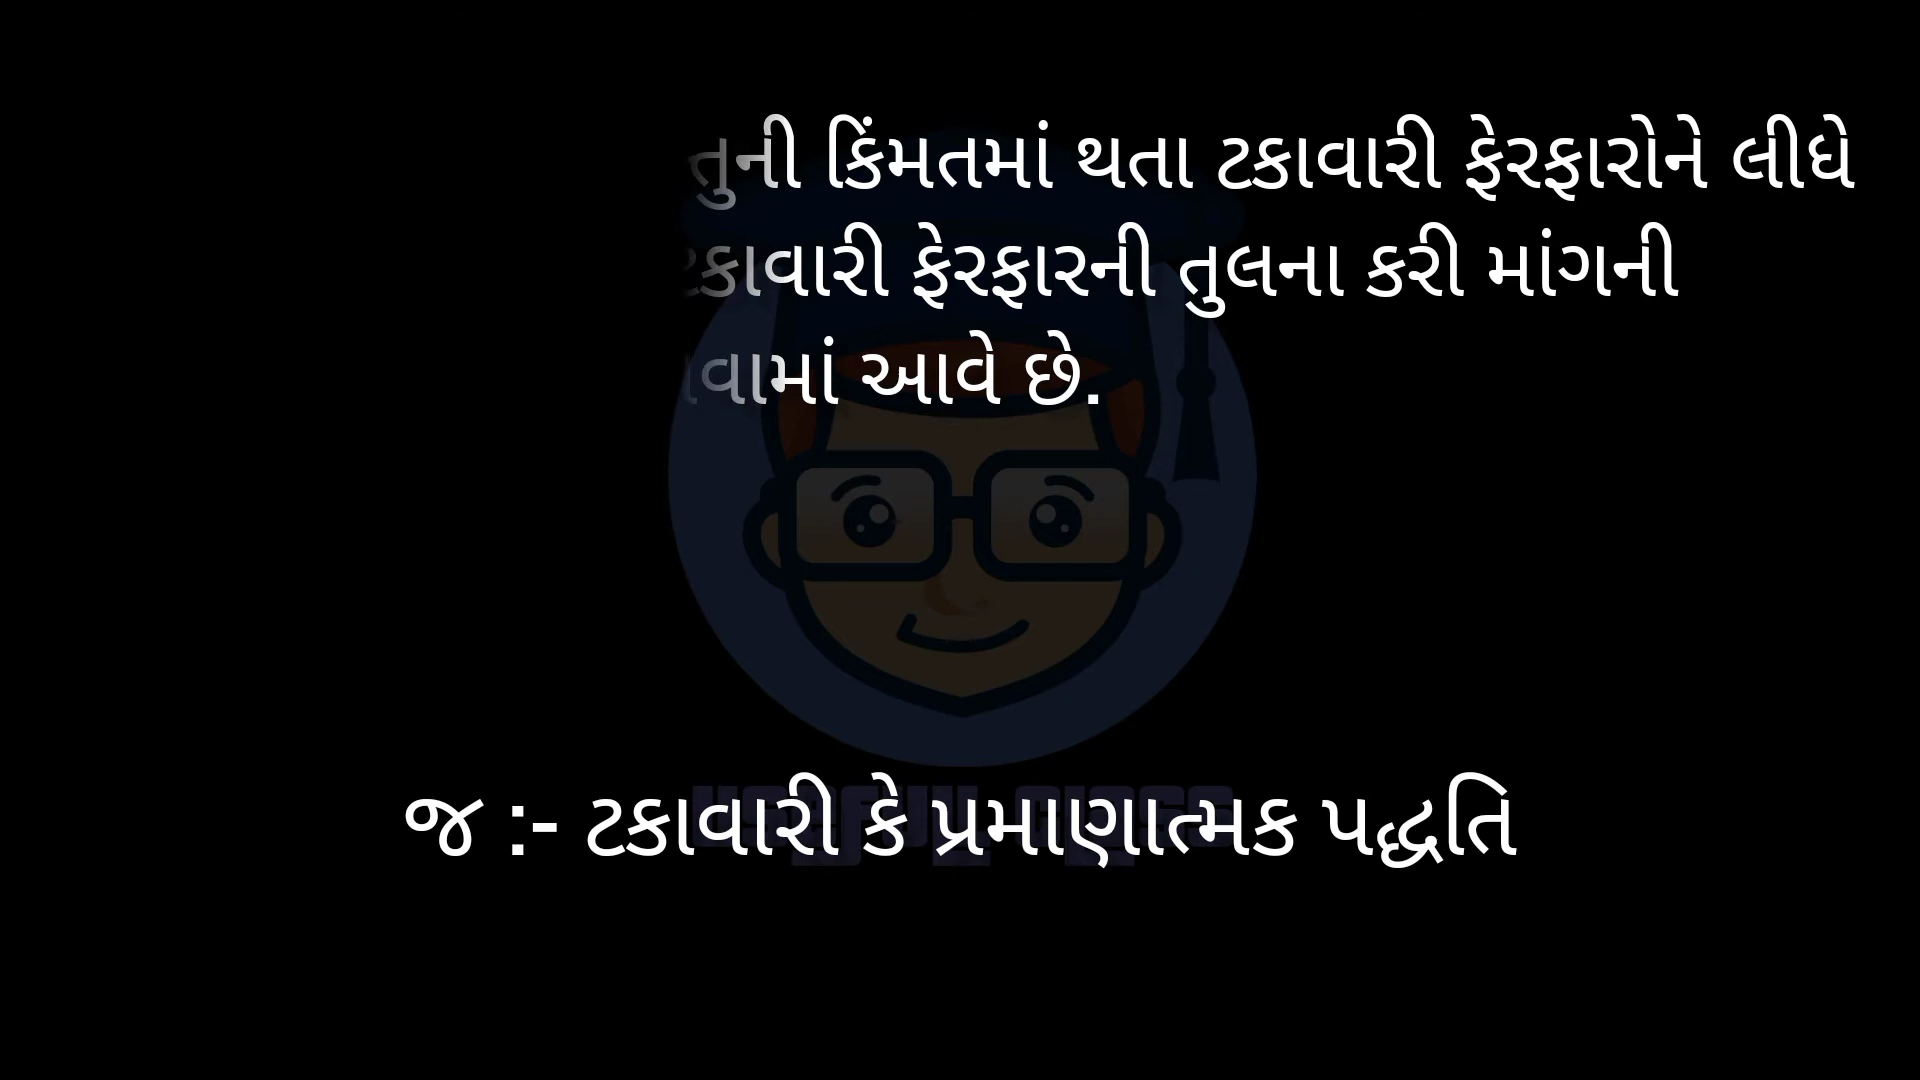 કિંમતમાં થતા ટકાવારી ફેરફારોને લીધે
ફેરફારની તુલના કરી માંગની
આવે છે.
જ :- ટકાવારી કે પ્રમાણાત્મક પદ્ધતિ